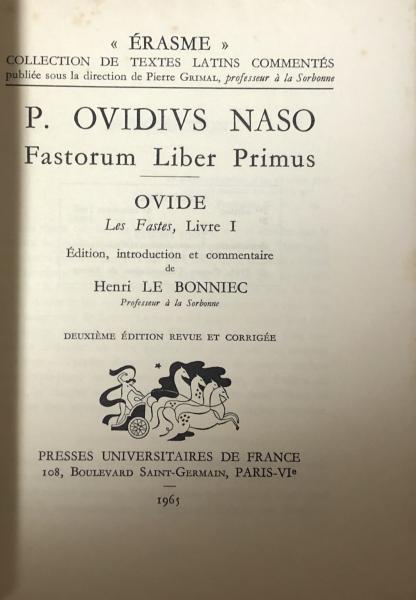 « ÉRASME »
COLLECTION DE TEXTES LATINS COMMENTÉS
publiée sous la direction de Pierre GRIMAL, professeur à la Sorbonne
P. OVIDIVS NASO
Fastorum Liber Primus
OVIDE
Les Fastes, Livre I
Édition, introduction et commentaire
de
Henri LE BONNIEC
Professeur à la Sorbonne
DEUXIÈME ÉDITION REVUE ET CORRIGÉE
PRESSES UNIVERSITAIRES DE FRANCE
108, BOULEVARD SAINT-GERMAIN, PARIS-VIe
1965